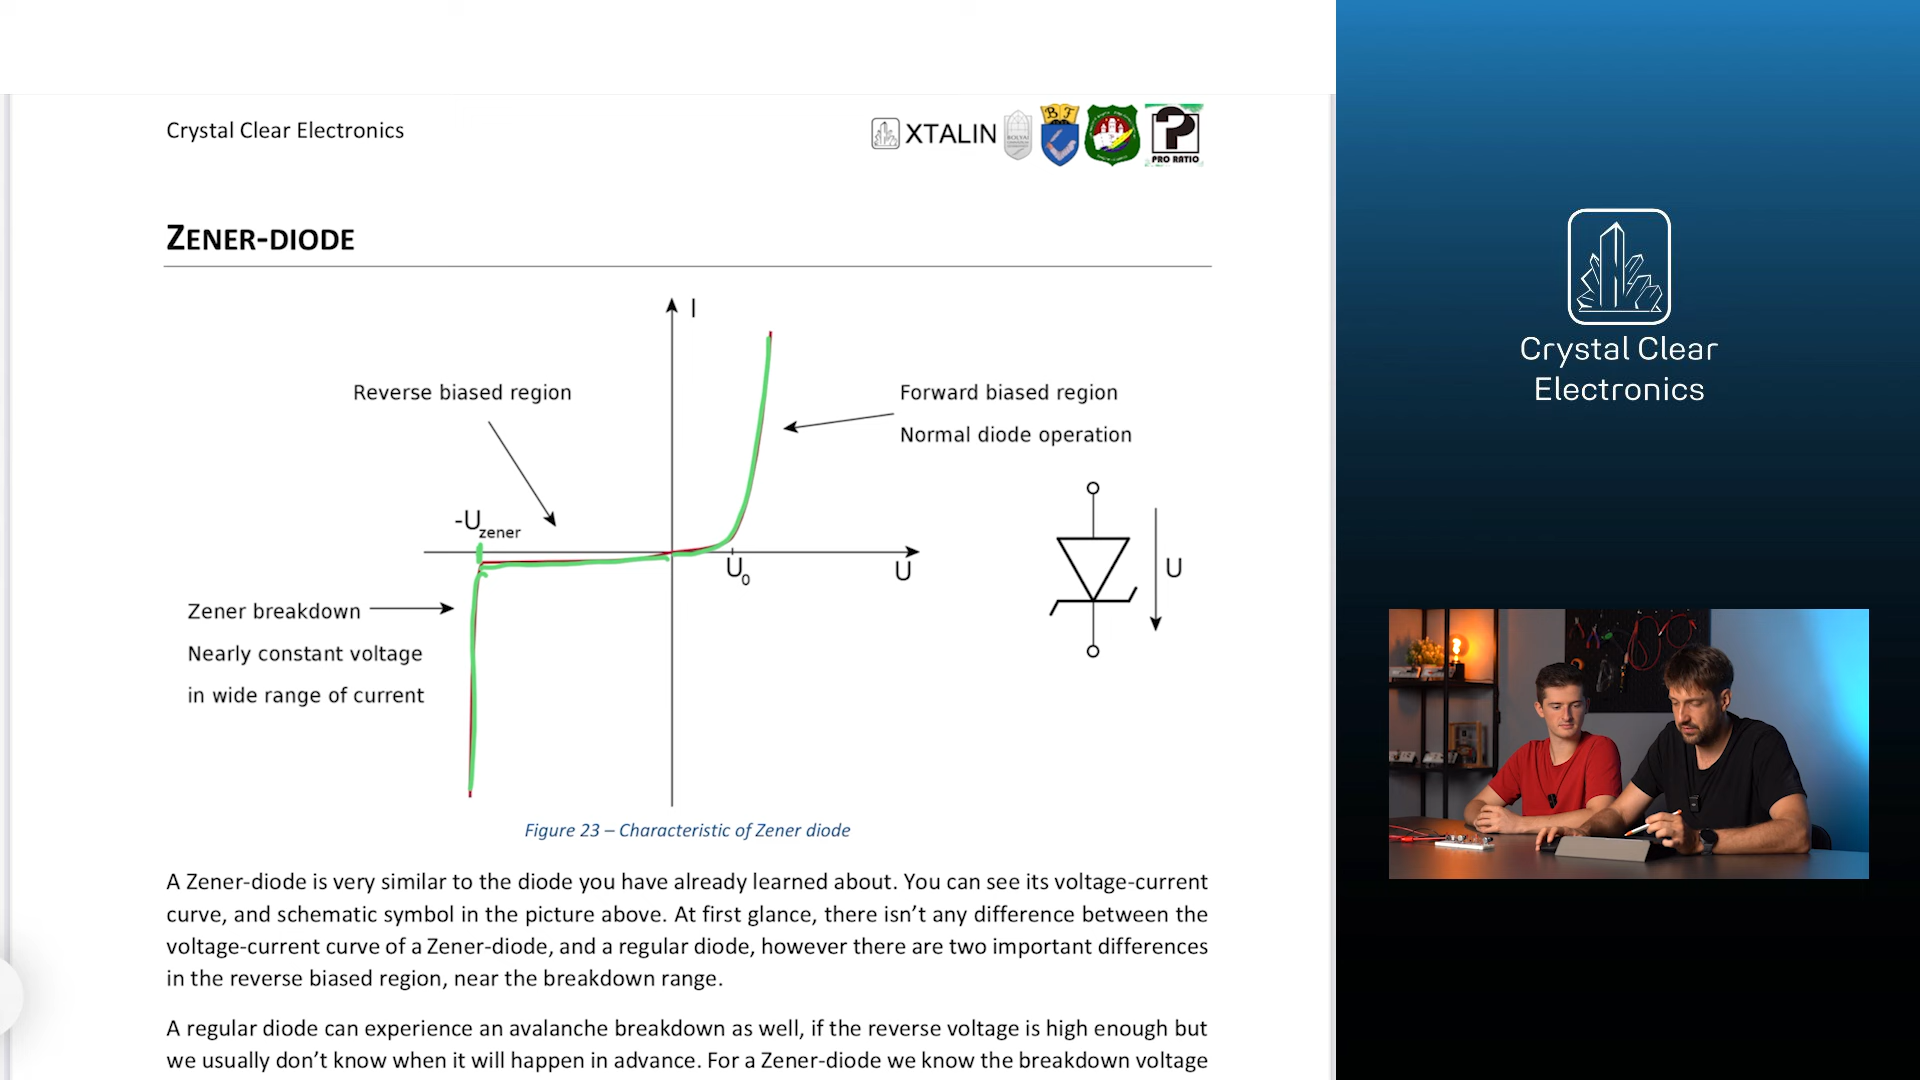 Crystal Clear Electronics
XTALIN
B F
PRO RATIO
ZENER-DIODE
I
Reverse biased region
Forward biased region
Normal diode operation
-Uzener
U0
U
U
Zener breakdown
Nearly constant voltage
in wide range of current
Figure 23 – Characteristic of Zener diode
A Zener-diode is very similar to the diode you have already learned about. You can see its voltage-current
curve, and schematic symbol in the picture above. At first glance, there isn’t any difference between the
voltage-current curve of a Zener-diode, and a regular diode, however there are two important differences
in the reverse biased region, near the breakdown range.
A regular diode can experience an avalanche breakdown as well, if the reverse voltage is high enough but
we usually don’t know when it will happen in advance. For a Zener-diode we know the breakdown voltage
Crystal Clear
Electronics